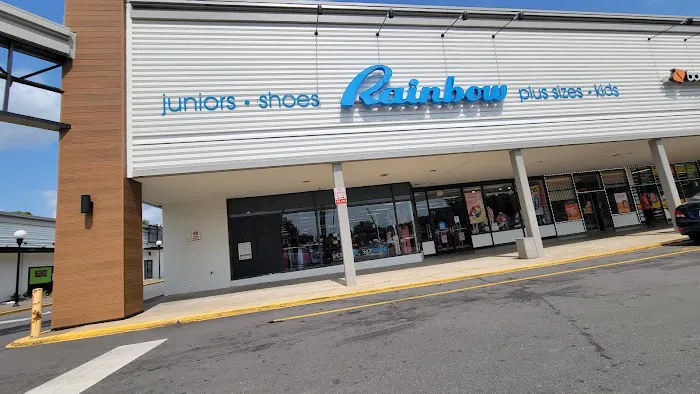 juniors • shoes Rainbow plus sizes • kids